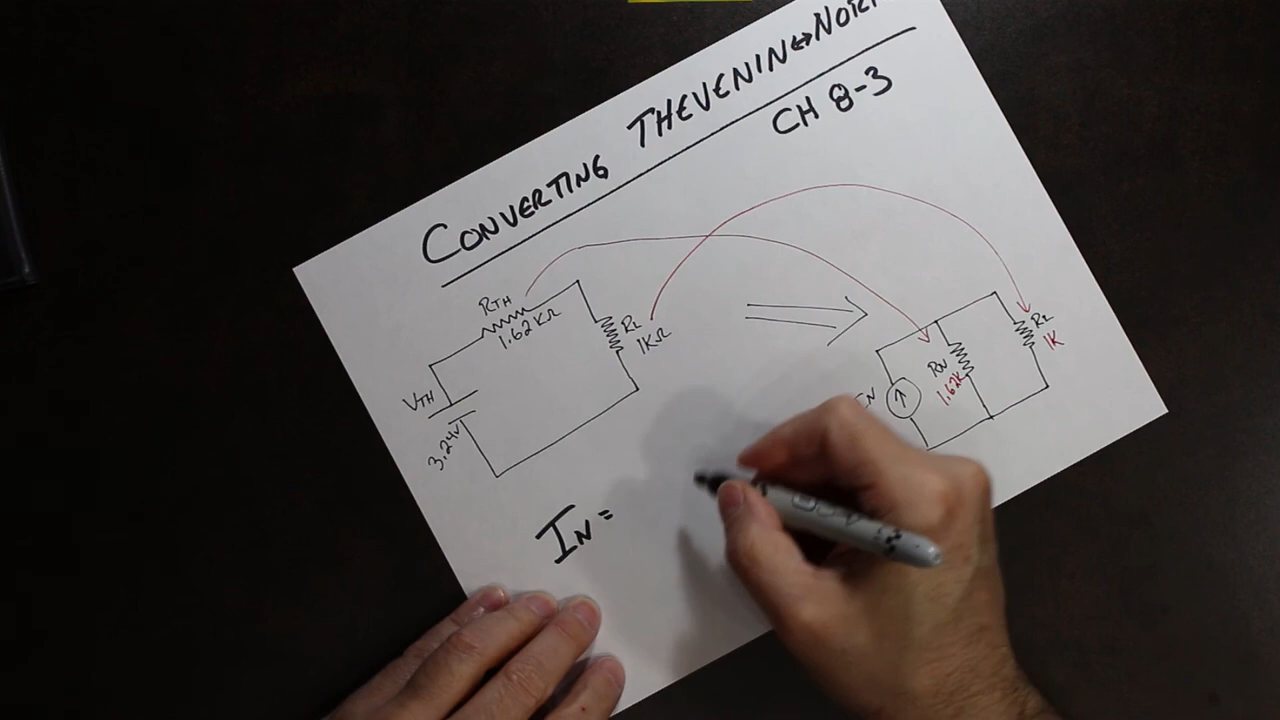 CONVERTING THEVENIN↔NOR
CH 8-3
RTH
1.62KΩ
RL
1KΩ
VTH
3.24V
RN
1.62K
RL
1K
IN=